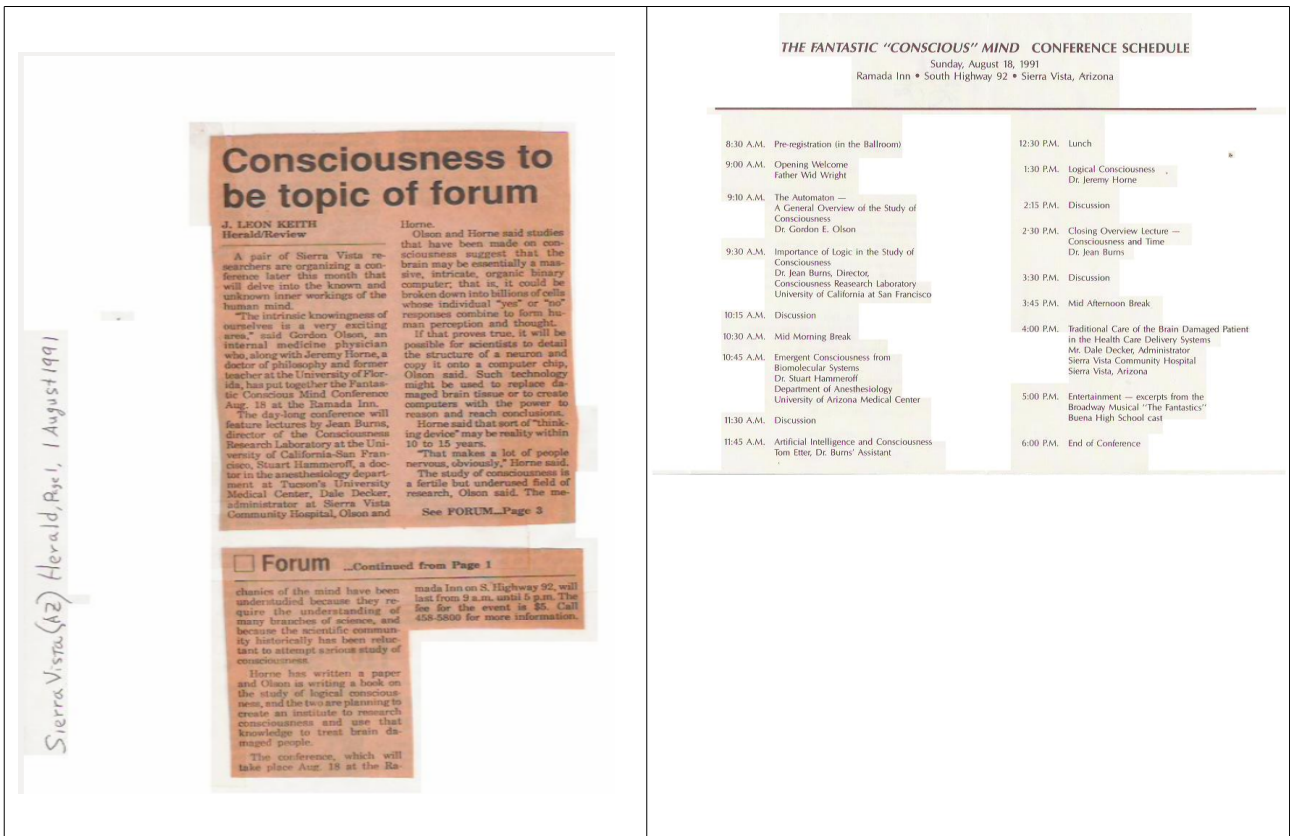 Sierra Vista (AZ) Herald, Page 1, 1 August 1991
Consciousness to
be topic of forum
J. LEON KEITH
Herald/Review
A pair of Sierra Vista re-
searchers are organizing a con-
ference later this month that
will delve into the known and
unknown inner workings of the
human mind.
"The intrinsic knowingness of
ourselves is a very exciting
area," said Gordon Olson, an
internal medicine physician
who, along with Jeremy Horne, a
doctor of philosophy and former
teacher at the University of Flor-
ida, has put together the Fantas-
tic Conscious Mind Conference
Aug. 18 at the Ramada Inn.
The day-long conference will
feature lectures by Jean Burns,
director of the Consciousness
Research Laboratory at the Uni-
versity of California-San Fran-
cisco, Stuart Hammeroff, a doc-
tor in the anesthesiology depart-
ment at Tucson's University
Medical Center, Dale Decker,
administrator at Sierra Vista
Community Hospital, Olson and
Horne.
Olson and Horne said studies
that have been made on con-
sciousness suggest that the
brain may be essentially a mas-
sive, intricate, organic binary
computer; that is, it could be
broken down into billions of cells
whose individual "yes" or "no"
responses combine to form hu-
man perception and thought.
If that proves true, it will be
possible for scientists to detail
the structure of a neuron and
copy it onto a computer chip,
Olson said. Such technology
might be used to replace da-
maged brain tissue or to create
computers with the power to
reason and reach conclusions.
Horne said that sort of "think-
ing device" may be reality within
10 to 15 years.
"That makes a lot of people
nervous, obviously," Horne said.
The study of consciousness is
a fertile but underused field of
research, Olson said. The me-
See FORUM...Page 3
Forum ...Continued from Page 1
chanics of the mind have been
understudied because they re-
quire the understanding of
many branches of science, and
because the scientific commun-
ity historically has been reluc-
tant to attempt serious study of
consciousness.
Horne has written a paper
and Olson is writing a book on
the study of logical conscious-
ness, and the two are planning to
create an institute to research
consciousness and use that
knowledge to treat brain da-
maged people.
The conference, which will
take place Aug. 18 at the Ra-
mada Inn on S. Highway 92, will
last from 9 a.m. until 5 p.m. The
fee for the event is $5. Call
458-5800 for more information.
THE FANTASTIC "CONSCIOUS" MIND CONFERENCE SCHEDULE
Sunday, August 18, 1991
Ramada Inn • South Highway 92 • Sierra Vista, Arizona
8:30 A.M. Pre-registration (in the Ballroom)
9:00 A.M. Opening Welcome
Father Wid Wright
9:10 A.M. The Automaton —
A General Overview of the Study of
Consciousness
Dr. Gordon E. Olson
9:30 A.M. Importance of Logic in the Study of
Consciousness
Dr. Jean Burns, Director,
Consciousness Reasearch Laboratory
University of California at San Francisco
10:15 A.M. Discussion
10:30 A.M. Mid Morning Break
10:45 A.M. Emergent Consciousness from
Biomolecular Systems
Dr. Stuart Hammeroff
Department of Anesthesiology
University of Arizona Medical Center
11:30 A.M. Discussion
11:45 A.M. Artificial Intelligence and Consciousness
Tom Etter, Dr. Burns' Assistant
12:30 P.M. Lunch
1:30 P.M. Logical Consciousness
Dr. Jeremy Horne
2:15 P.M. Discussion
2:30 P.M. Closing Overview Lecture —
Consciousness and Time
Dr. Jean Burns
3:30 P.M. Discussion
3:45 P.M. Mid Afternoon Break
4:00 P.M. Traditional Care of the Brain Damaged Patient
in the Health Care Delivery Systems
Mr. Dale Decker, Administrator
Sierra Vista Community Hospital
Sierra Vista, Arizona
5:00 P.M. Entertainment — excerpts from the
Broadway Musical "The Fantastics"
Buena High School cast
6:00 P.M. End of Conference